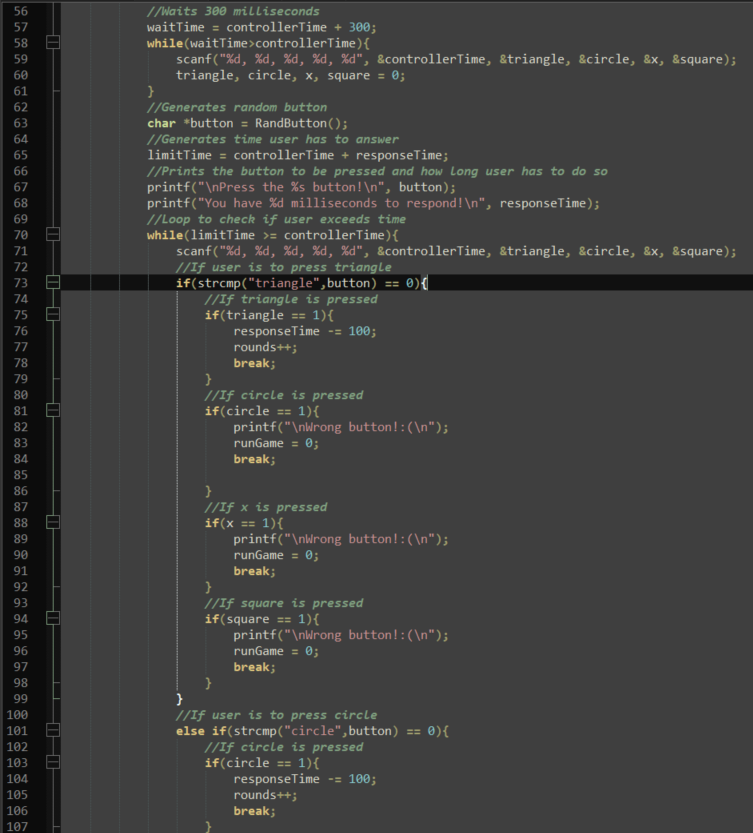 56 //Waits 300 milliseconds
57 waitTime = controllerTime + 300;
58 while(waitTime>controllerTime){
59 scanf("%d, %d, %d, %d, %d", &controllerTime, &triangle, &circle, &x, &square);
60 triangle, circle, x, square = 0;
61 }
62 //Generates random button
63 char *button = RandButton();
64 //Generates time user has to answer
65 limitTime = controllerTime + responseTime;
66 //Prints the button to be pressed and how long user has to do so
67 printf("\nPress the %s button!\n", button);
68 printf("You have %d milliseconds to respond!\n", responseTime);
69 //Loop to check if user exceeds time
70 while(limitTime >= controllerTime){
71 scanf("%d, %d, %d, %d, %d", &controllerTime, &triangle, &circle, &x, &square);
72 //If user is to press triangle
73 if(strcmp("triangle",button) == 0){
74 //If triangle is pressed
75 if(triangle == 1){
76 responseTime -= 100;
77 rounds++;
78 break;
79 }
80 //If circle is pressed
81 if(circle == 1){
82 printf("\nWrong button!:(\n");
83 runGame = 0;
84 break;
85
86 }
87 //If x is pressed
88 if(x == 1){
89 printf("\nWrong button!:(\n");
90 runGame = 0;
91 break;
92 }
93 //If square is pressed
94 if(square == 1){
95 printf("\nWrong button!:(\n");
96 runGame = 0;
97 break;
98 }
99 }
100 //If user is to press circle
101 else if(strcmp("circle",button) == 0){
102 //If circle is pressed
103 if(circle == 1){
104 responseTime -= 100;
105 rounds++;
106 break;
107 }